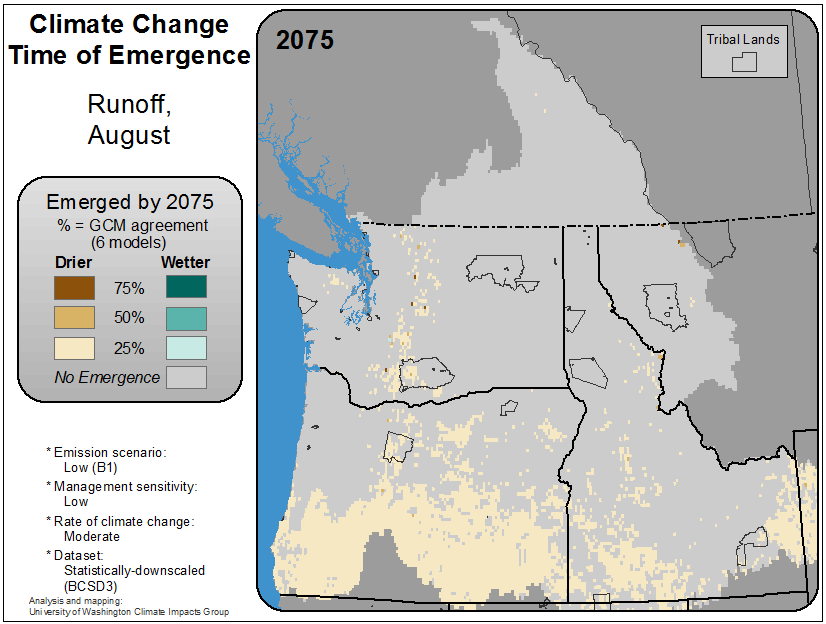 Climate Change
Time of Emergence
Runoff,
August
Emerged by 2075
% = GCM agreement
(6 models)
Drier Wetter
75%
50%
25%
No Emergence
* Emission scenario:
Low (B1)
* Management sensitivity:
Low
* Rate of climate change:
Moderate
* Dataset:
Statistically-downscaled
(BCSD3)
Analysis and mapping:
University of Washington Climate Impacts Group
2075
Tribal Lands